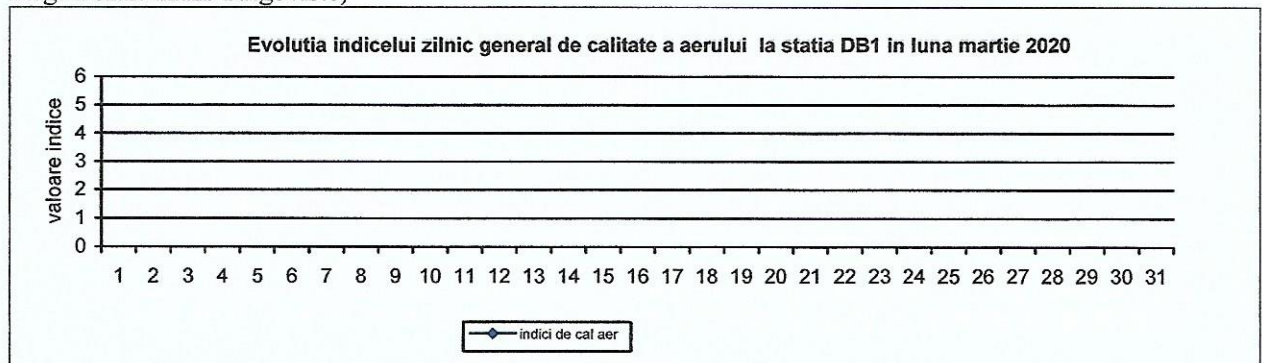 Evolutia indicelui zilnic general de calitate a aerului la statia DB1 in luna martie 2020
valoare indice
6
5
4
3
2
1
0
1 2 3 4 5 6 7 8 9 10 11 12 13 14 15 16 17 18 19 20 21 22 23 24 25 26 27 28 29 30 31
indici de cal aer